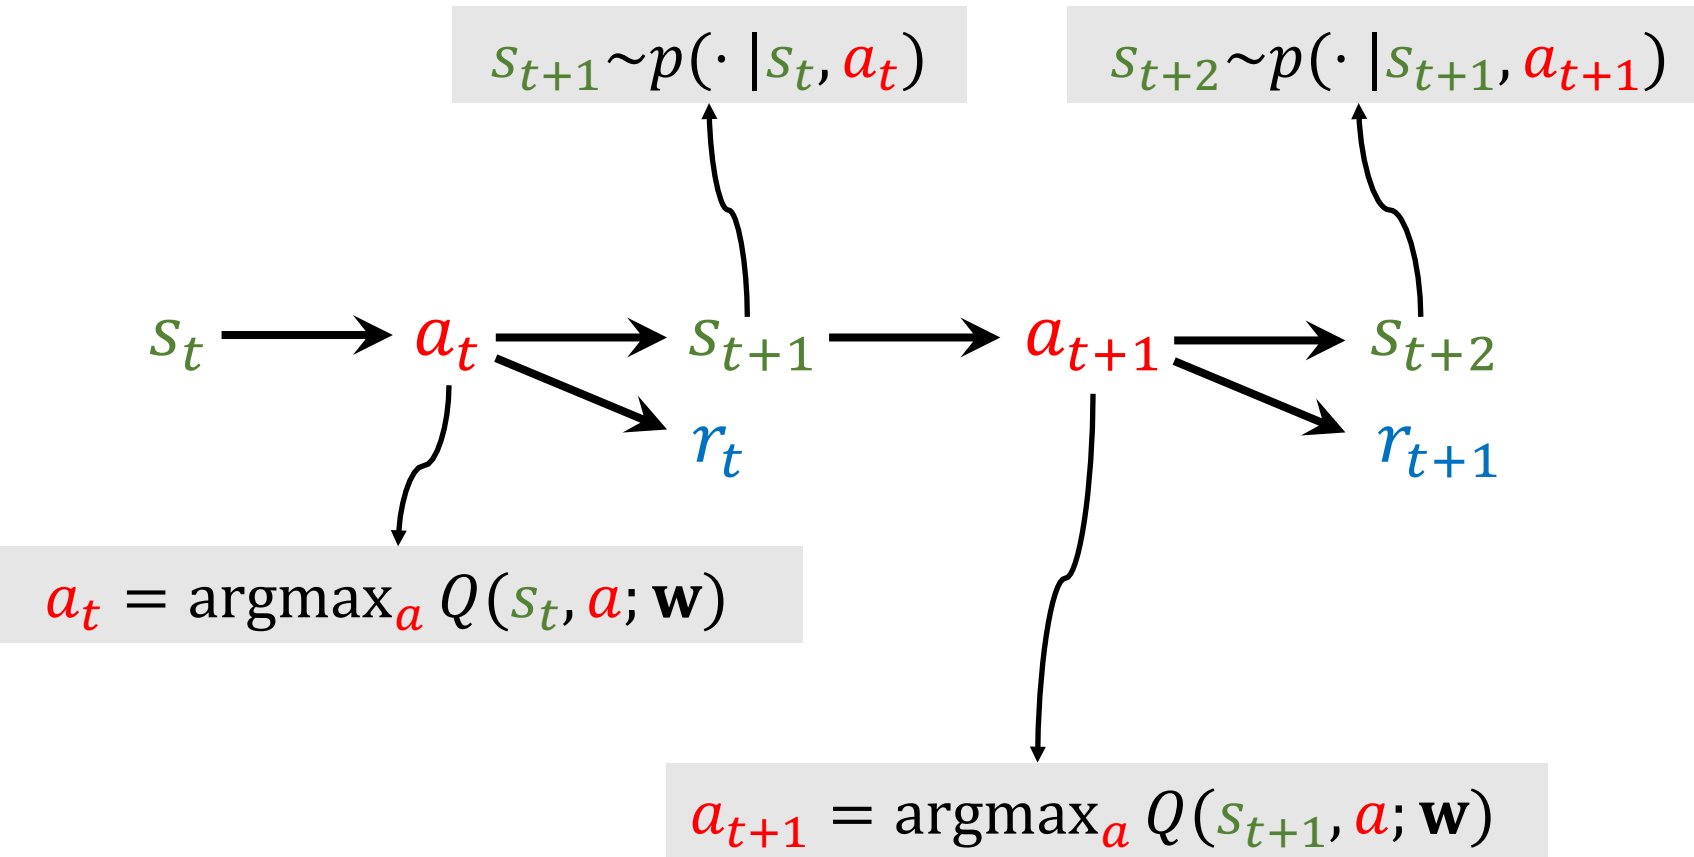 s_{t+1}~p(· |s_t, a_t)
s_{t+2}~p(· |s_{t+1}, a_{t+1})
s_t a_t s_{t+1} a_{t+1} s_{t+2}
r_t r_{t+1}
a_t = argmax_a Q(s_t, a; w)
a_{t+1} = argmax_a Q(s_{t+1}, a; w)